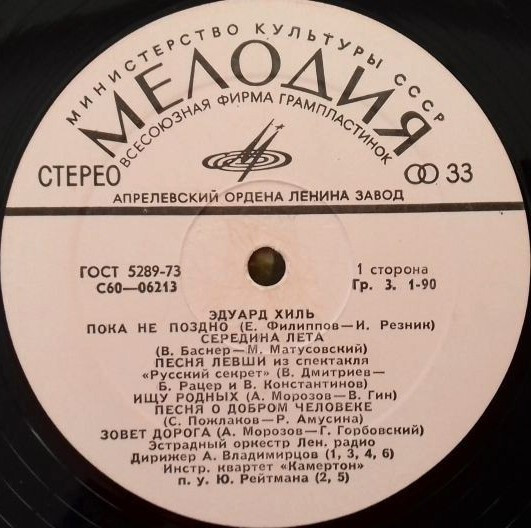 МИНИСТЕРСТВО КУЛЬТУРЫ СССР
МЕЛОДИЯ
ВСЕСОЮЗНАЯ ФИРМА ГРАМПЛАСТИНОК
СТЕРЕО 33
АПРЕЛЕВСКИЙ ОРДЕНА ЛЕНИНА ЗАВОД
ГОСТ 5289-73 1 сторона
С60—06213 Гр. 3. 1-90
ЭДУАРД ХИЛЬ
ПОКА НЕ ПОЗДНО (Е. Филиппов—И. Резник)
СЕРЕДИНА ЛЕТА
(В. Баснер—М. Матусовский)
ПЕСНЯ ЛЕВШИ из спектакля
«Русский секрет» (В. Дмитриев—
Б. Рацер и В. Константинов)
ИЩУ РОДНЫХ (А. Морозов—В. Гин)
ПЕСНЯ О ДОБРОМ ЧЕЛОВЕКЕ
(С. Пожлаков—Р. Амусина)
ЗОВЕТ ДОРОГА (А. Морозов—Г. Горбовский)
Эстрадный оркестр Лен. радио
Дирижер А. Владимирцов (1, 3, 4, 6)
Инстр. квартет «Камертон»
п. у. Ю. Рейтмана (2, 5)